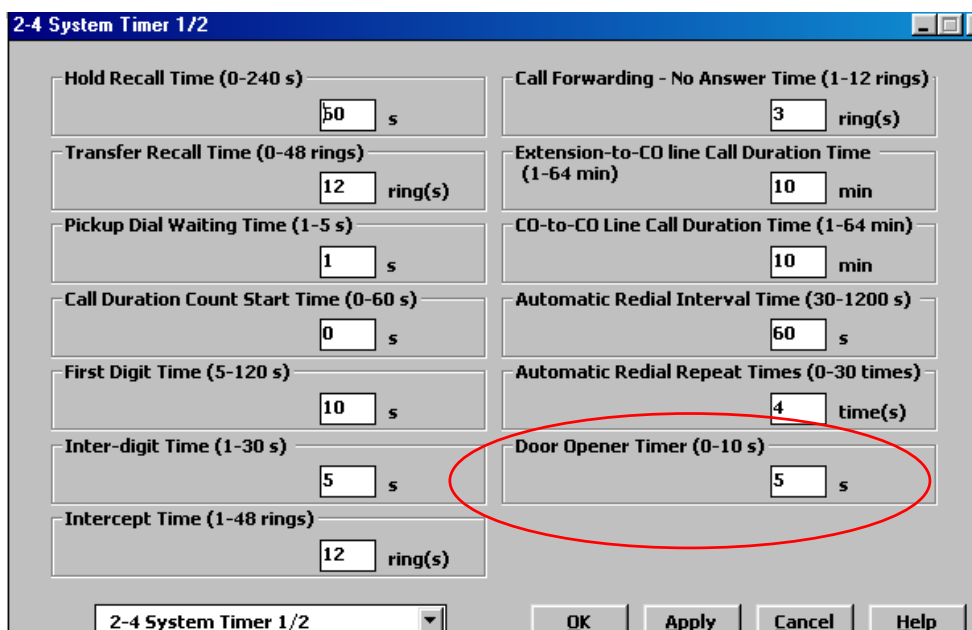 2-4 System Timer 1/2
Hold Recall Time (0-240 s)
s
Transfer Recall Time (0-48 rings)
12 ring(s)
Pickup Dial Waiting Time (1-5 s)
1 s
Call Duration Count Start Time (0-60 s)
0 s
First Digit Time (5-120 s)
10 s
Inter-digit Time (1-30 s)
5 s
Intercept Time (1-48 rings)
12 ring(s)
Call Forwarding - No Answer Time (1-12 rings)
3 ring(s)
Extension-to-CO line Call Duration Time
(1-64 min)
10 min
CO-to-CO Line Call Duration Time (1-64 min)
10 min
Automatic Redial Interval Time (30-1200 s)
60 s
Automatic Redial Repeat Times (0-30 times)
4 time(s)
Door Opener Timer (0-10 s)
5 s
2-4 System Timer 1/2
OK Apply Cancel Help